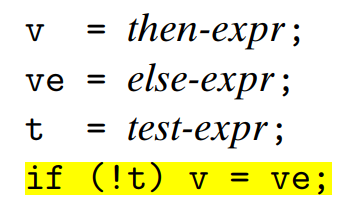 v = then-expr;
ve = else-expr;
t = test-expr;
if (!t) v = ve;